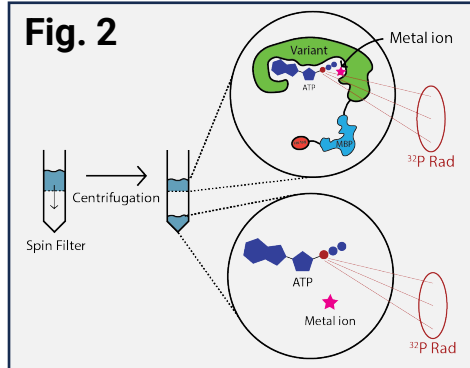 Fig. 2
Variant
Metal ion
ATP
MBP
³²P Rad
Centrifugation
Spin Filter
ATP
Metal ion
³²P Rad